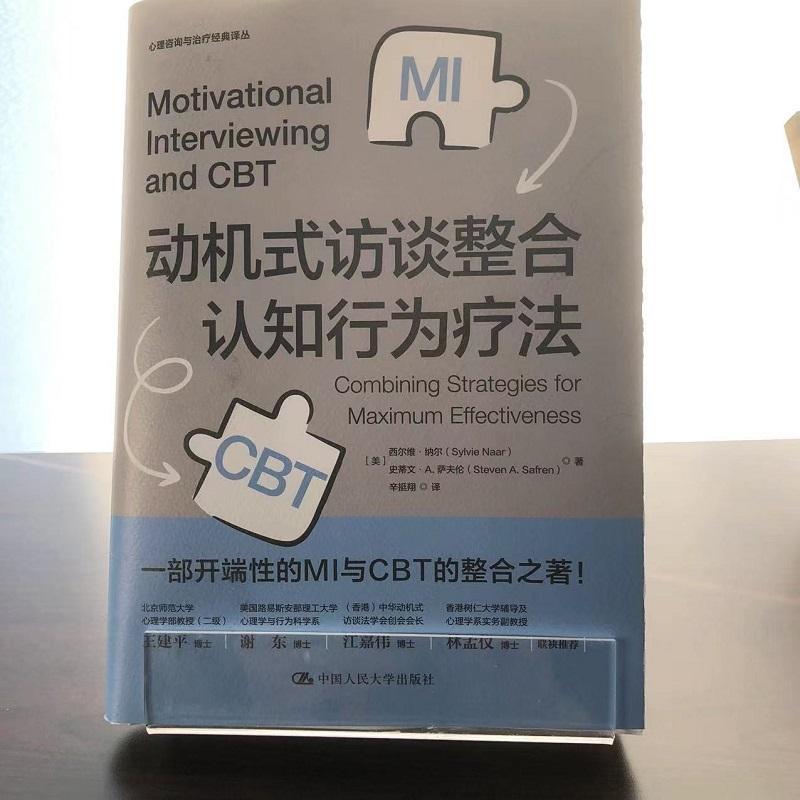 心理咨询与治疗经典译丛
MI
Motivational
Interviewing
and CBT
动机式访谈整合
认知行为疗法
Combining Strategies for
Maximum Effectiveness
CBT
[美] 西尔维·纳尔（Sylvie Naar）
史蒂文·A. 萨夫伦（Steven A. Safren） ◎ 著
辛挺翔 ◎ 译
一部开端性的MI与CBT的整合之著！
北京师范大学 美国路易斯安那理工大学 （香港）中华动机式 香港树仁大学辅导及
心理学部教授（二级） 心理学与行为科学系 访谈法学会创会会长 心理学系实务副教授
王建平 博士 谢 东 博士 江嘉伟 博士 林孟仪 博士 联袂推荐
中国人民大学出版社